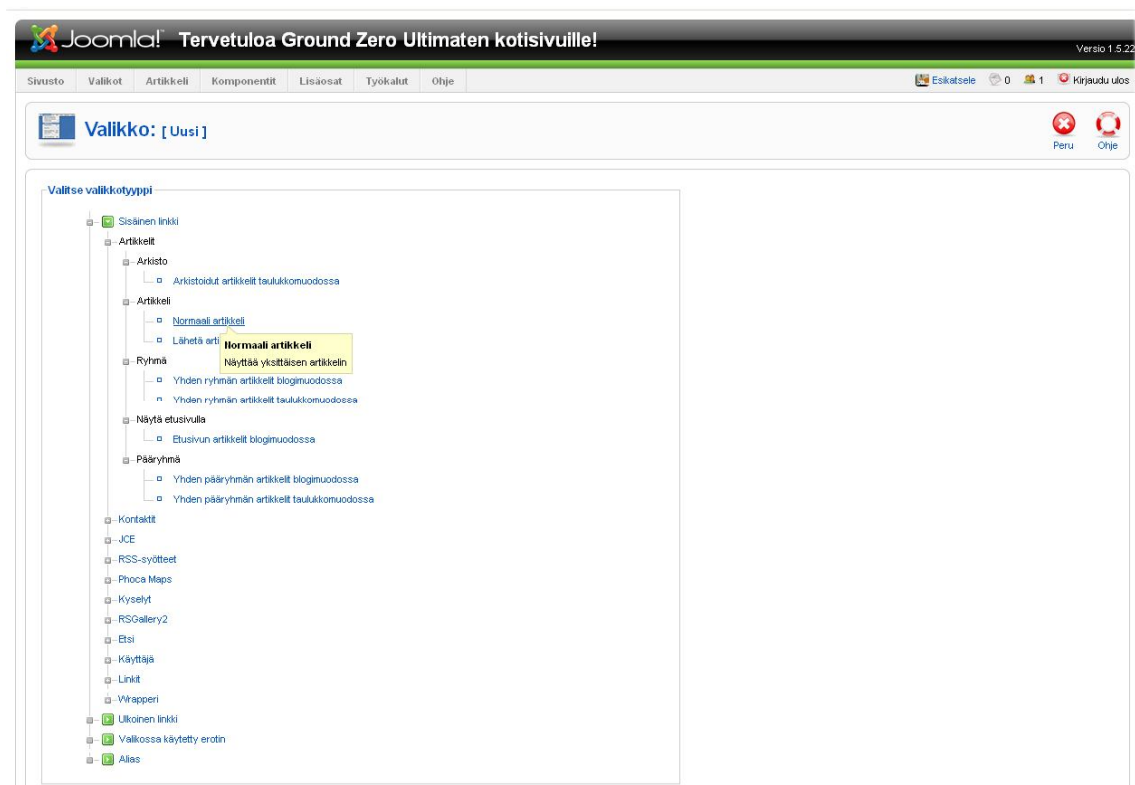 Joomla! Tervetuloa Ground Zero Ultimaten kotisivuille!
Versio 1.5.22
Sivusto Valikot Artikkeli Komponentit Lisäosat Työkalut Ohje Esikatsele 0 1 Kirjaudu ulos
Valikko: [ Uusi ]
Peru Ohje
Valitse valikkotyyppi
Sisäinen linkki
Artikkelit
Arkisto
Arkistoidut artikkelit taulukkomuodossa
Artikkeli
Normaali artikkeli
Lähetä arti
Normaali artikkeli
Näyttää yksittäisen artikkelin
Ryhmä
Yhden ryhmän artikkelit blogimuodossa
Yhden ryhmän artikkelit taulukkomuodossa
Näytä etusivulla
Etusivun artikkelit blogimuodossa
Pääryhmä
Yhden pääryhmän artikkelit blogimuodossa
Yhden pääryhmän artikkelit taulukkomuodossa
Kontaktit
JCE
RSS-syötteet
Phoca Maps
Kyselyt
RSGallery2
Etsi
Käyttäjä
Linkit
Wrapperi
Ulkoinen linkki
Valikossa käytetty erotin
Alias